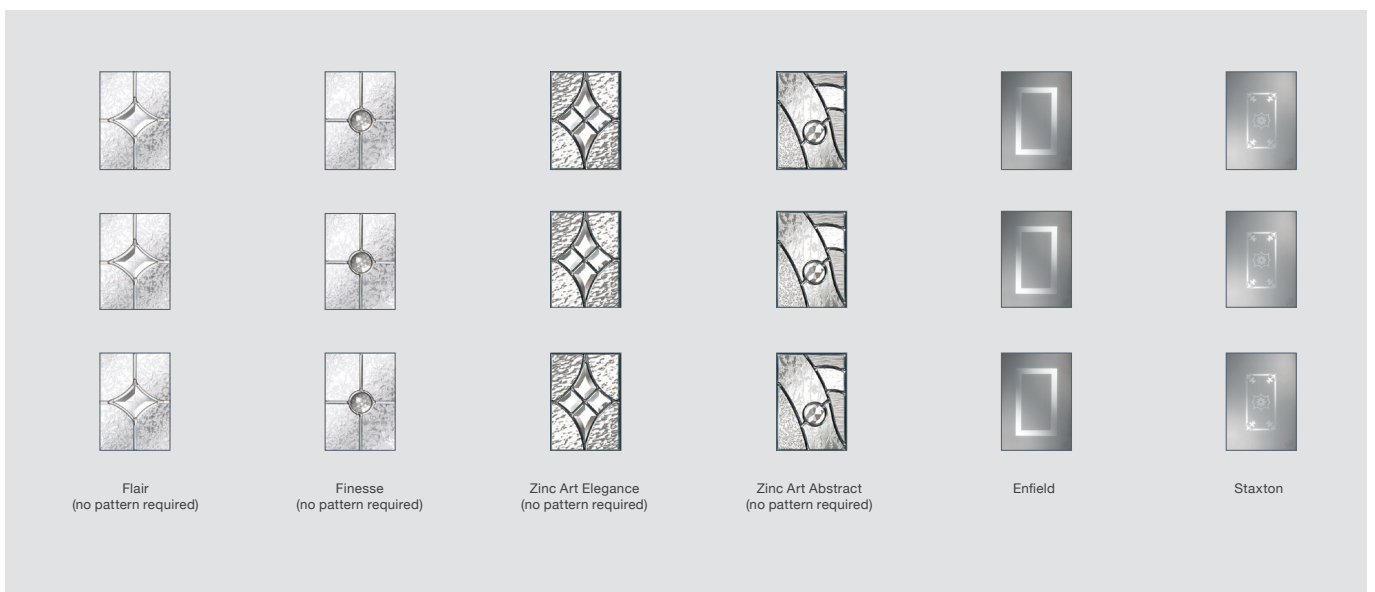 Flair
(no pattern required)
Finesse
(no pattern required)
Zinc Art Elegance
(no pattern required)
Zinc Art Abstract
(no pattern required)
Enfield
Staxton